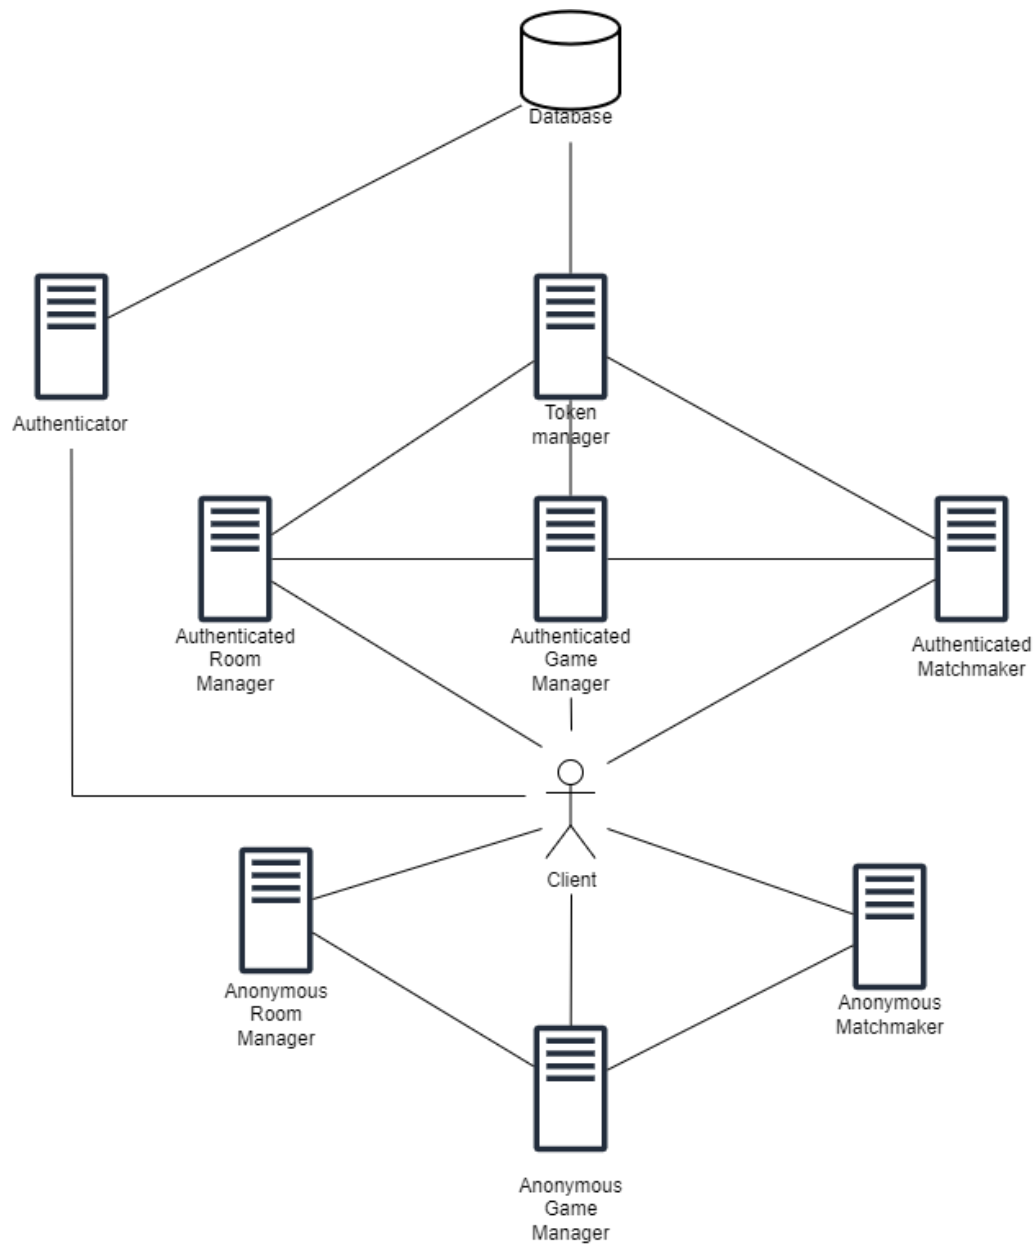 Database
Authenticator
Token
manager
Authenticated
Room
Manager
Authenticated
Game
Manager
Authenticated
Matchmaker
Client
Anonymous
Room
Manager
Anonymous
Matchmaker
Anonymous
Game
Manager